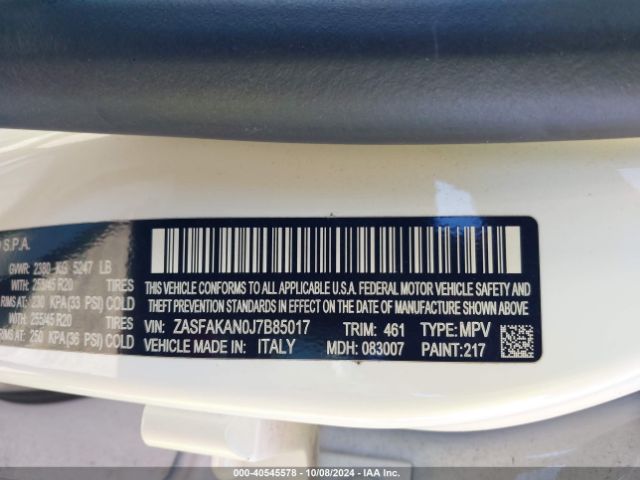 S.P.A.
GVWR: 2380 KG 5247 LB
WITH: 255/45 R20 TIRES
RIMS AT: 230 KPA (33 PSI) COLD
WITH: 255/45 R20 TIRES
RIMS AT: 250 KPA (36 PSI) COLD
THIS VEHICLE CONFORMS TO ALL APPLICABLE U.S.A. FEDERAL MOTOR VEHICLE SAFETY AND
THEFT PREVENTION STANDARDS IN EFFECT ON THE DATE OF MANUFACTURE SHOWN ABOVE.
VIN: ZASFAKAN0J7B85017 TRIM: 461 TYPE: MPV
VEHICLE MADE IN: ITALY MDH: 083007 PAINT: 217
000-40545578 - 10/08/2024 - IAA Inc.